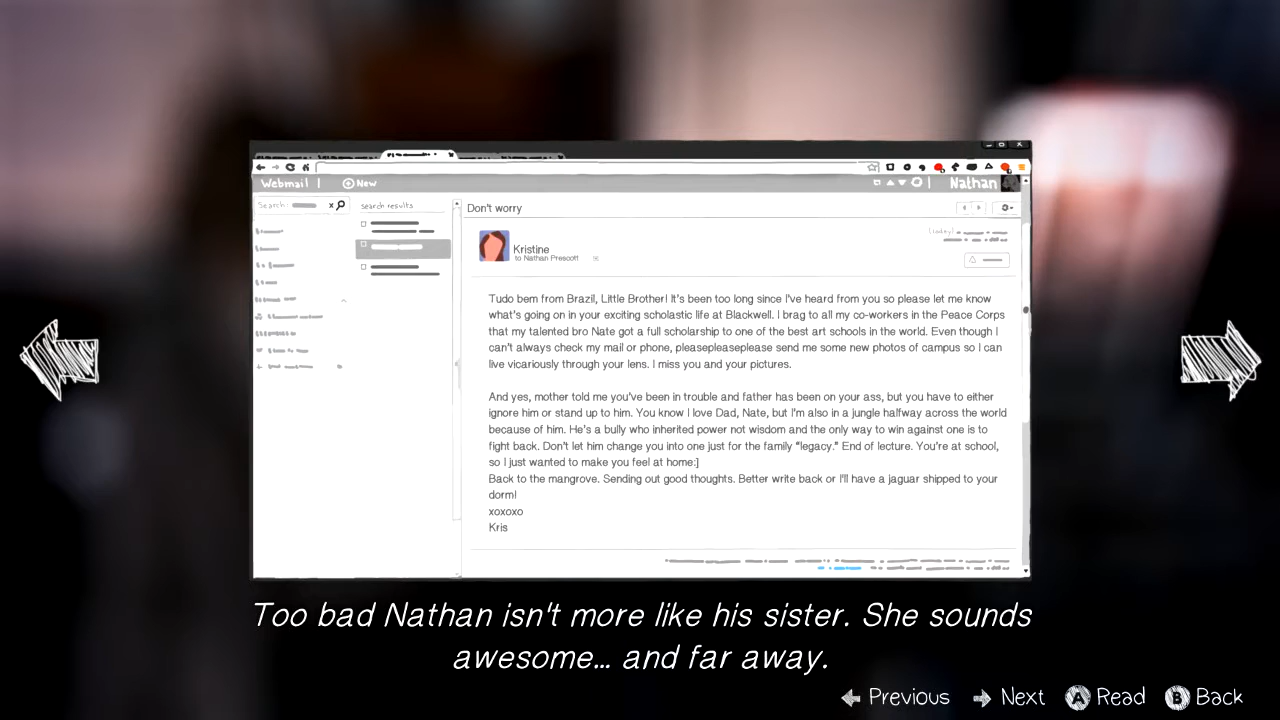 Webmail | New
Nathan
Search:
search results
Don't worry
(today)
Kristine
to Nathan Prescott
Tudo bem from Brazil, Little Brother! It's been too long since I've heard from you so please let me know
what's going on in your exciting scholastic life at Blackwell. I brag to all my co-workers in the Peace Corps
that my talented bro Nate got a full scholarship to one of the best art schools in the world. Even though I
can't always check my mail or phone, pleasepleaseplease send me some new photos of campus so I can
live vicariously through your lens. I miss you and your pictures.
And yes, mother told me you've been in trouble and father has been on your ass, but you have to either
ignore him or stand up to him. You know I love Dad, Nate, but I'm also in a jungle halfway across the world
because of him. He's a bully who inherited power not wisdom and the only way to win against one is to
fight back. Don't let him change you into one just for the family "legacy." End of lecture. You're at school,
so I just wanted to make you feel at home:]
Back to the mangrove. Sending out good thoughts. Better write back or I'll have a jaguar shipped to your
dorm!
xoxoxo
Kris
Too bad Nathan isn't more like his sister. She sounds
awesome... and far away.
Previous Next A Read B Back